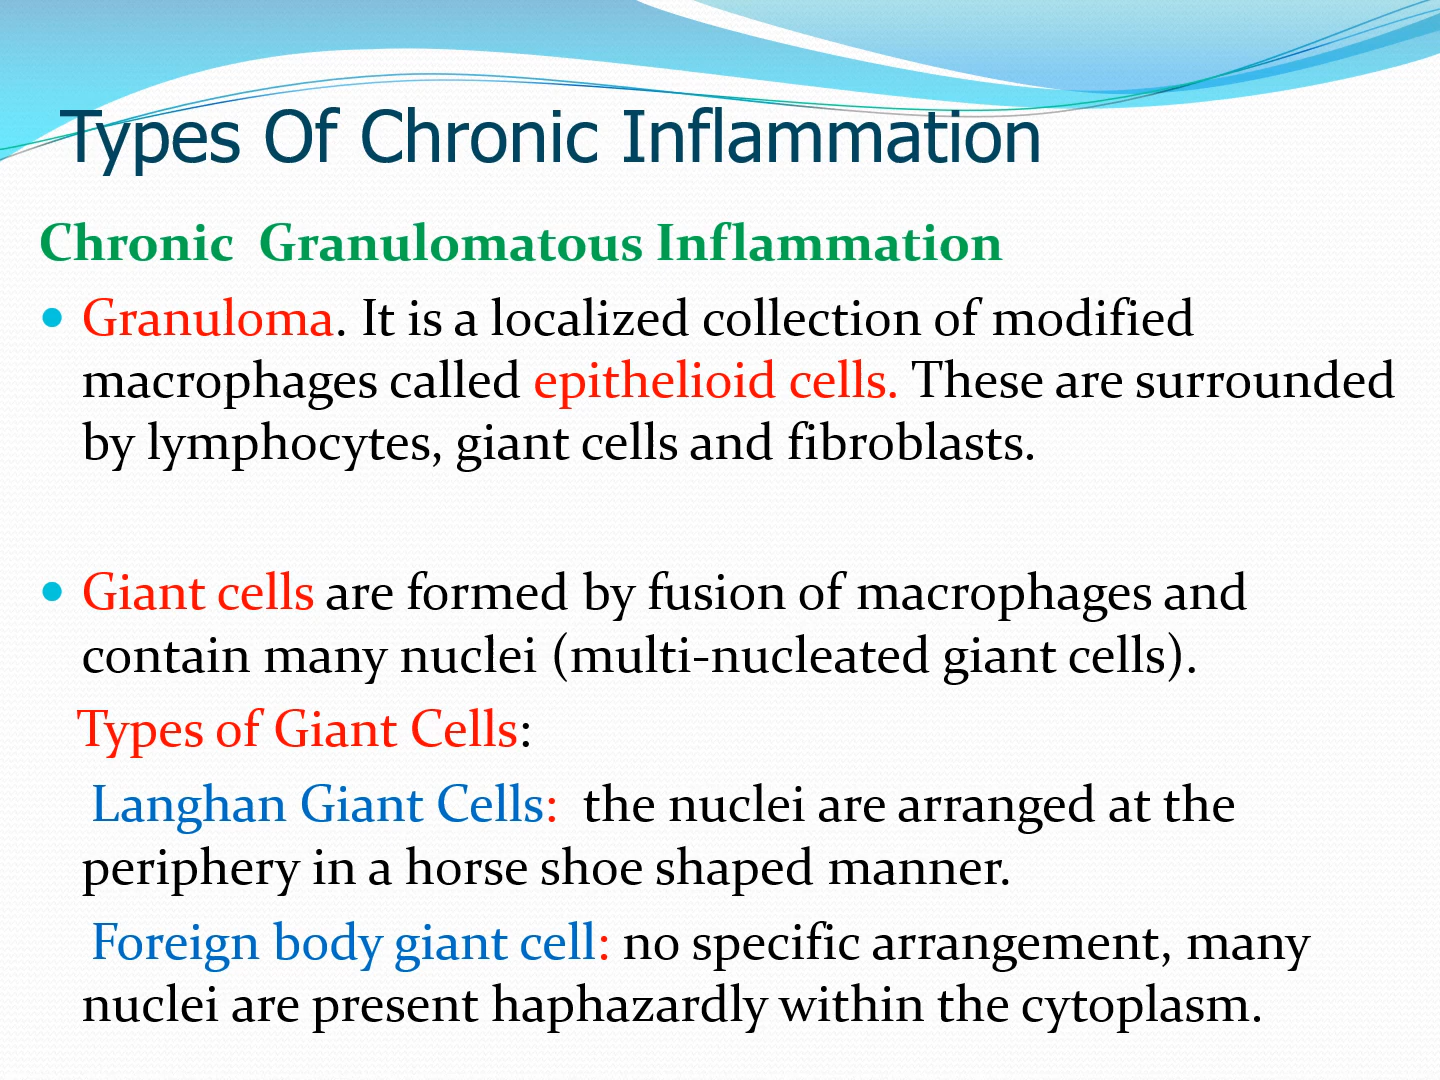 Types Of Chronic Inflammation
Chronic  Granulomatous Inflammation
• Granuloma. It is a localized collection of modified
macrophages called epithelioid cells. These are surrounded
by lymphocytes, giant cells and fibroblasts.
• Giant cells are formed by fusion of macrophages and
contain many nuclei (multi-nucleated giant cells).
Types of Giant Cells:
Langhan Giant Cells:  the nuclei are arranged at the
periphery in a horse shoe shaped manner.
Foreign body giant cell: no specific arrangement, many
nuclei are present haphazardly within the cytoplasm.